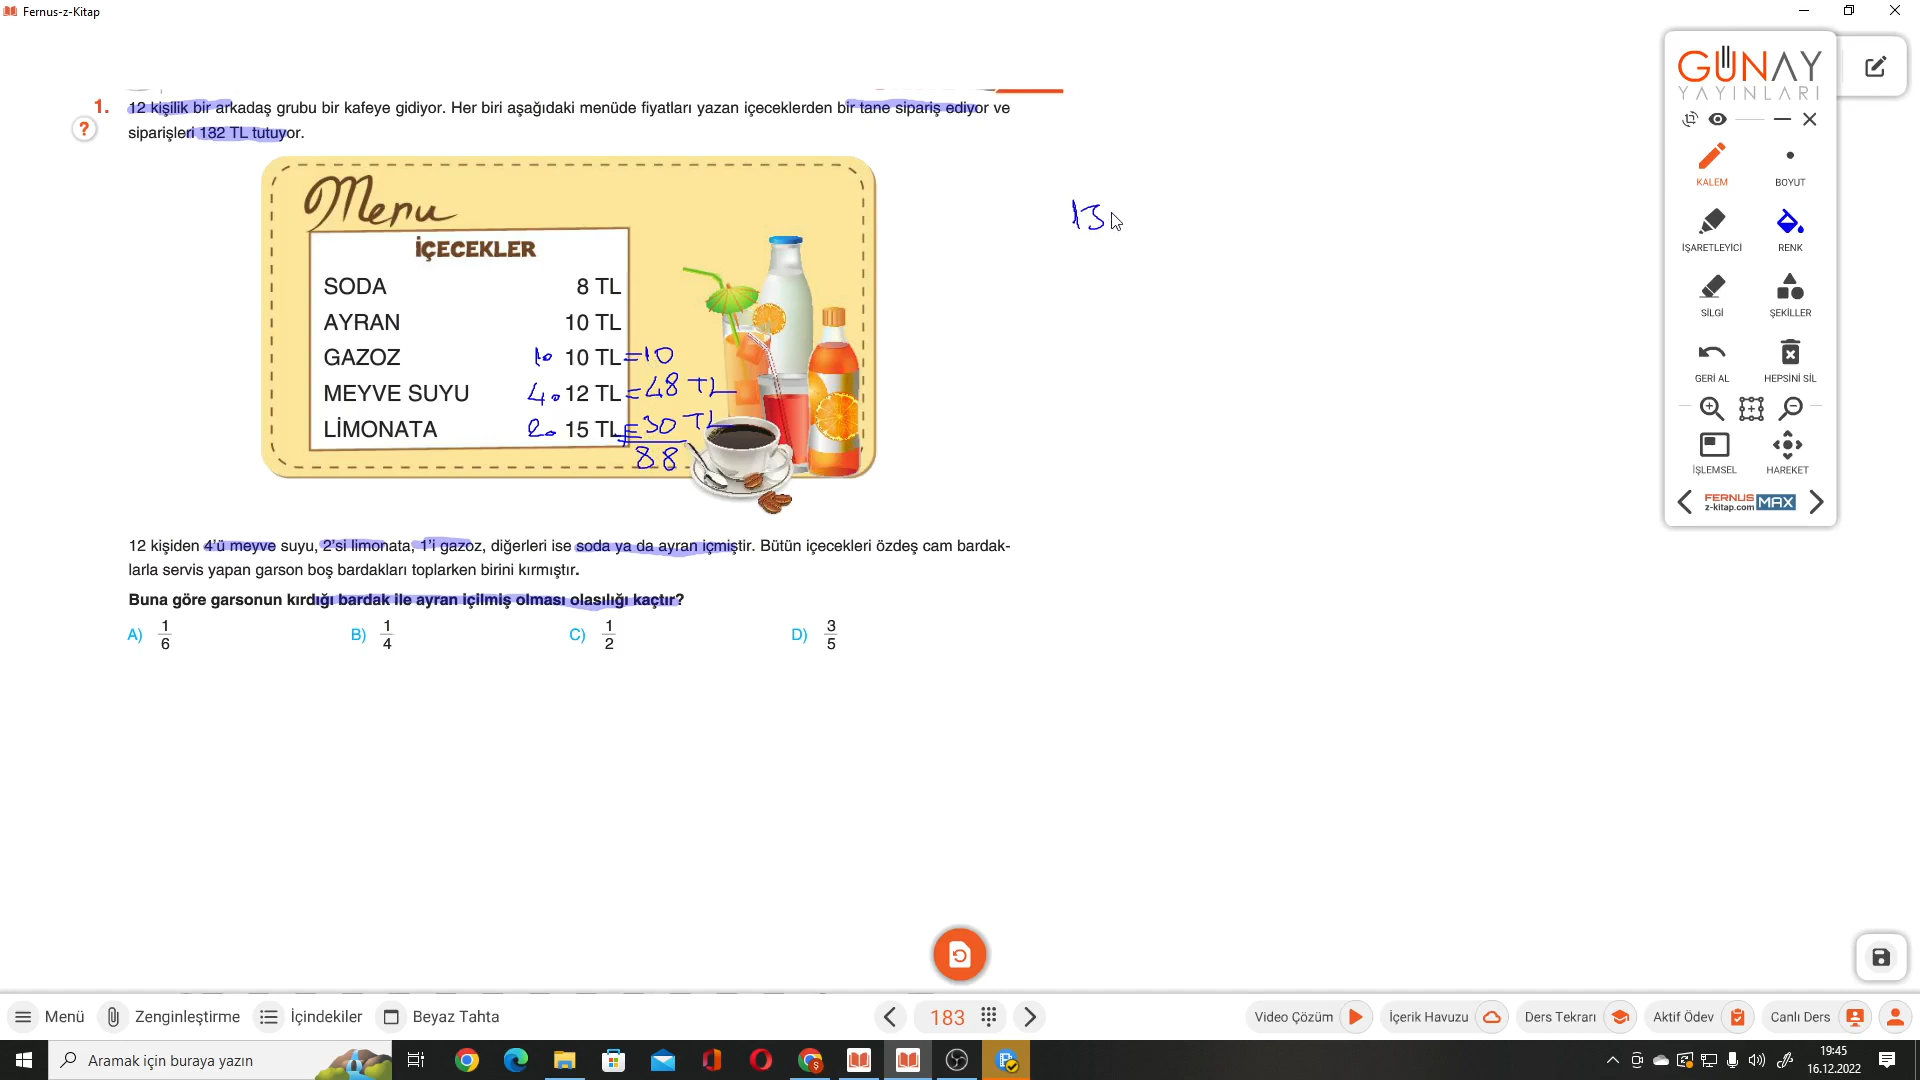 Fernus-z-Kitap
GÜNAY
YAYINLARI
1. 12 kişilik bir arkadaş grubu bir kafeye gidiyor. Her biri aşağıdaki menüde fiyatları yazan içeceklerden bir tane sipariş ediyor ve
? siparişleri 132 TL tutuyor.
Menu
İÇECEKLER
SODA 8 TL
AYRAN 10 TL
GAZOZ 1. 10 TL =10
MEYVE SUYU 4. 12 TL =48 TL
LİMONATA 2. 15 TL =30 TL
88
13
12 kişiden 4'ü meyve suyu, 2'si limonata, 1'i gazoz, diğerleri ise soda ya da ayran içmiştir. Bütün içecekleri özdeş cam bardak-
larla servis yapan garson boş bardakları toplarken birini kırmıştır.
Buna göre garsonun kırdığı bardak ile ayran içilmiş olması olasılığı kaçtır?
A) 1/6 B) 1/4 C) 1/2 D) 3/5
KALEM BOYUT
İŞARETLEYİCİ RENK
SİLGİ ŞEKİLLER
GERİ AL HEPSİNİ SİL
İŞLEMSEL HAREKET
FERNUS MAX
z-kitap.com
Menü Zenginleştirme İçindekiler Beyaz Tahta 183 Video Çözüm İçerik Havuzu Ders Tekrarı Aktif Ödev Canlı Ders
Aramak için buraya yazın
19:45
16.12.2022